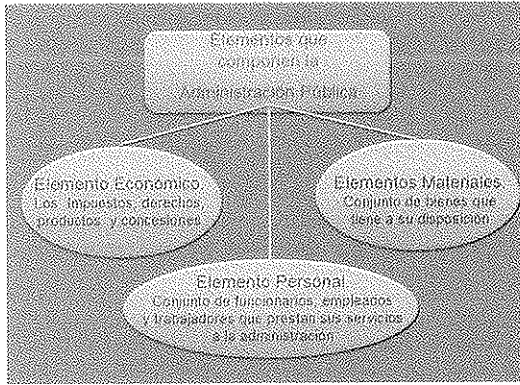 Elementos que
componen la
Administración Pública
Elemento Económico
Los Impuestos, derechos,
productos y concesiones
Elementos Materiales
Conjunto de bienes que
tiene a su disposición
Elemento Personal
Conjunto de funcionarios, empleados
y trabajadores que prestan sus servicios
a la administración